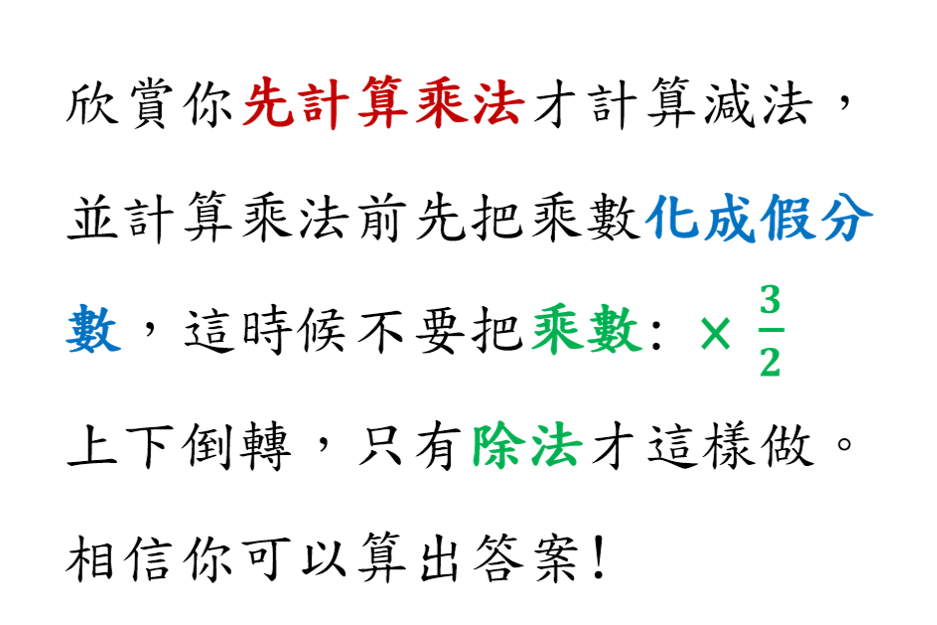 欣賞你先計算乘法才計算減法，
並計算乘法前先把乘數化成假分
數，這時候不要把乘數: × 3/2
上下倒轉，只有除法才這樣做。
相信你可以算出答案!